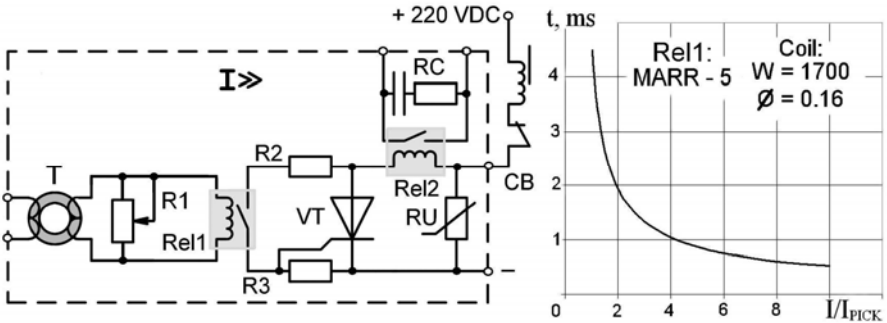 + 220 VDC
I>>
RC
T
R1
Rel1
R2
R3
VT
Rel2
RU
CB
−
t, ms
Rel1:
MARR - 5
Coil:
W = 1700
Ø = 0.16
4
3
2
1
0
2
4
6
8
I/I_PICK